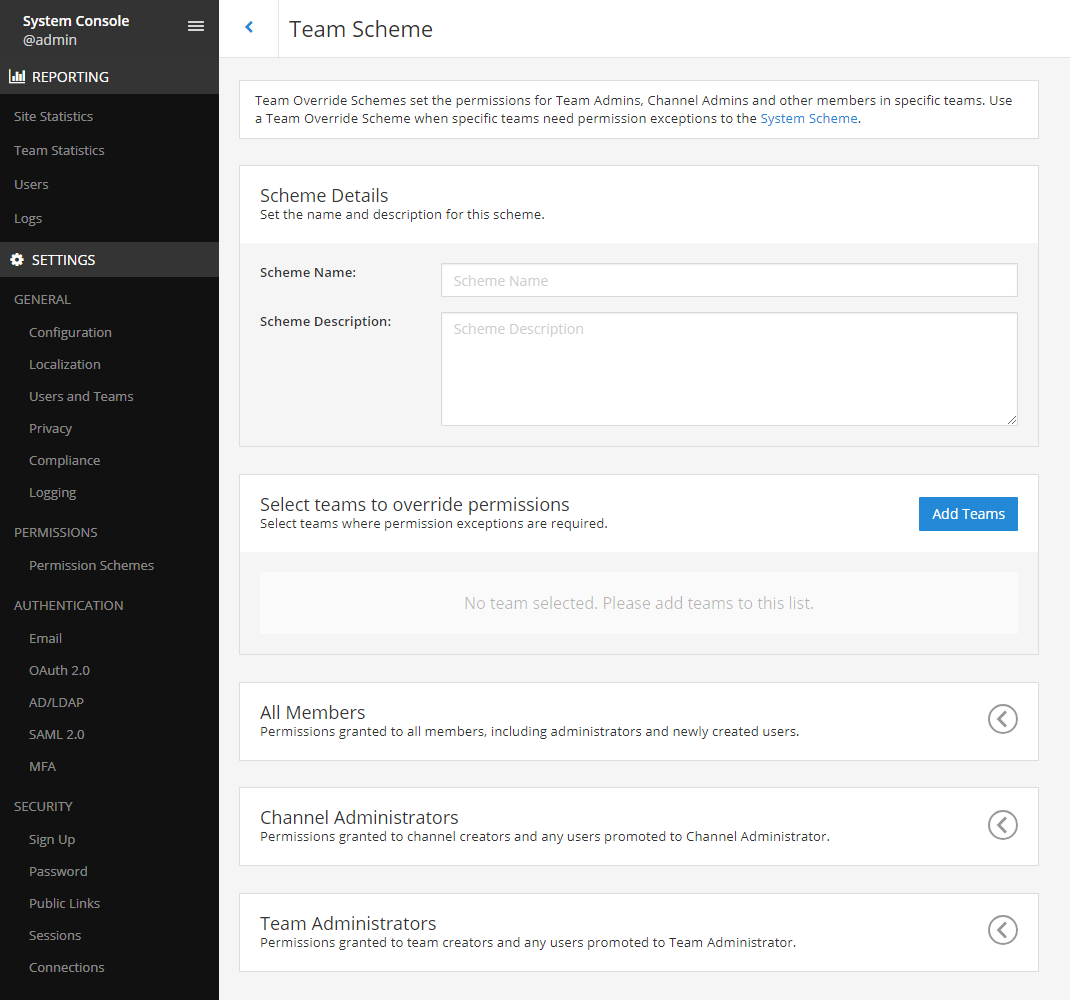 System Console
@admin
REPORTING
Site Statistics
Team Statistics
Users
Logs
SETTINGS
GENERAL
Configuration
Localization
Users and Teams
Privacy
Compliance
Logging
PERMISSIONS
Permission Schemes
AUTHENTICATION
Email
OAuth 2.0
AD/LDAP
SAML 2.0
MFA
SECURITY
Sign Up
Password
Public Links
Sessions
Connections
Team Scheme
Team Override Schemes set the permissions for Team Admins, Channel Admins and other members in specific teams. Use
a Team Override Scheme when specific teams need permission exceptions to the System Scheme.
Scheme Details
Set the name and description for this scheme.
Scheme Name:
Scheme Name
Scheme Description:
Scheme Description
Select teams to override permissions
Select teams where permission exceptions are required.
Add Teams
No team selected. Please add teams to this list.
All Members
Permissions granted to all members, including administrators and newly created users.
Channel Administrators
Permissions granted to channel creators and any users promoted to Channel Administrator.
Team Administrators
Permissions granted to team creators and any users promoted to Team Administrator.